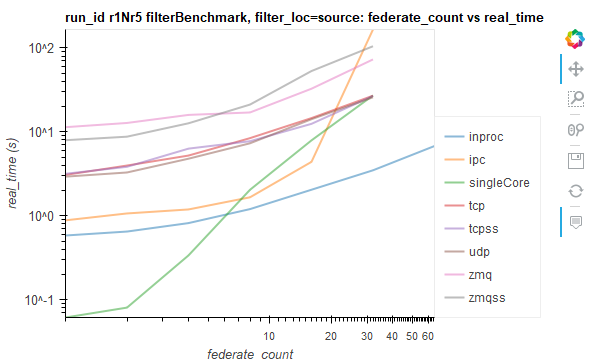 run_id r1Nr5 filterBenchmark, filter_loc=source: federate_count vs real_time
real_time (s)
10^2
10^1
10^0
10^-1
10 20 30 40 50 60
federate_count
inproc
ipc
singleCore
tcp
tcpss
udp
zmq
zmqss